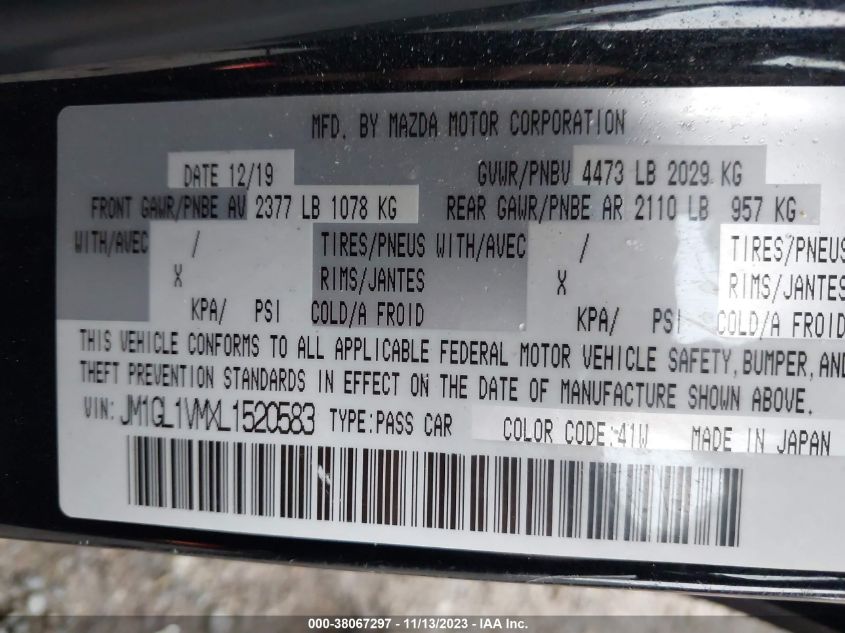 MFD. BY MAZDA MOTOR CORPORATION
DATE 12/19 GVWR/PNBV 4473 LB 2029 KG
FRONT GAWR/PNBE AV 2377 LB 1078 KG REAR GAWR/PNBE AR 2110 LB 957 KG
WITH/AVEC / TIRES/PNEUS WITH/AVEC / TIRES/PNEUS
X RIMS/JANTES X RIMS/JANTES
KPA/ PSI COLD/A FROID KPA/ PSI COLD/A FROID
THIS VEHICLE CONFORMS TO ALL APPLICABLE FEDERAL MOTOR VEHICLE SAFETY, BUMPER, AND
THEFT PREVENTION STANDARDS IN EFFECT ON THE DATE OF MANUFACTURE SHOWN ABOVE.
VIN: JM1GL1VMXL1520583 TYPE:PASS CAR COLOR CODE:41W MADE IN JAPAN
000-38067297 - 11/13/2023 - IAA Inc.